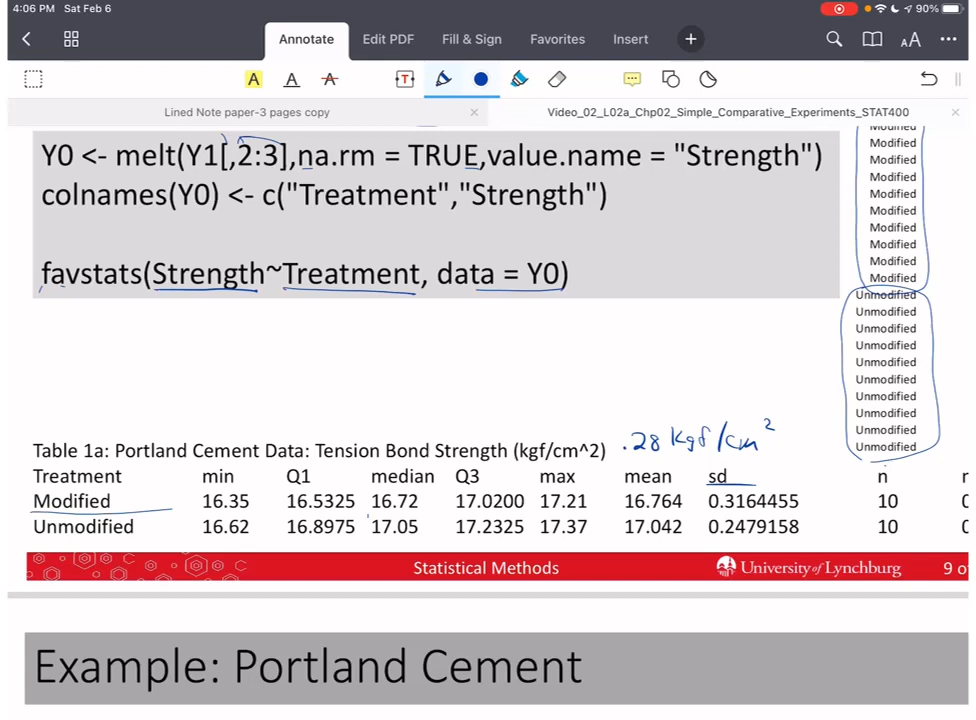 4:06 PM Sat Feb 6
90%
Annotate Edit PDF Fill & Sign Favorites Insert
AA
A A A T
Lined Note paper-3 pages copy
Video_02_L02a_Chp02_Simple_Comparative_Experiments_STAT400
Y0 <- melt(Y1[,2:3],na.rm = TRUE,value.name = "Strength")
colnames(Y0) <- c("Treatment","Strength")
favstats(Strength~Treatment, data = Y0)
Modified
Modified
Modified
Modified
Modified
Modified
Modified
Modified
Modified
Modified
Unmodified
Unmodified
Unmodified
Unmodified
Unmodified
Unmodified
Unmodified
Unmodified
Unmodified
Unmodified
.28 kgf/cm²
Table 1a: Portland Cement Data: Tension Bond Strength (kgf/cm^2)
Treatment min Q1 median Q3 max mean sd n
Modified 16.35 16.5325 16.72 17.0200 17.21 16.764 0.3164455 10
Unmodified 16.62 16.8975 17.05 17.2325 17.37 17.042 0.2479158 10
Statistical Methods University of Lynchburg 9
Example: Portland Cement